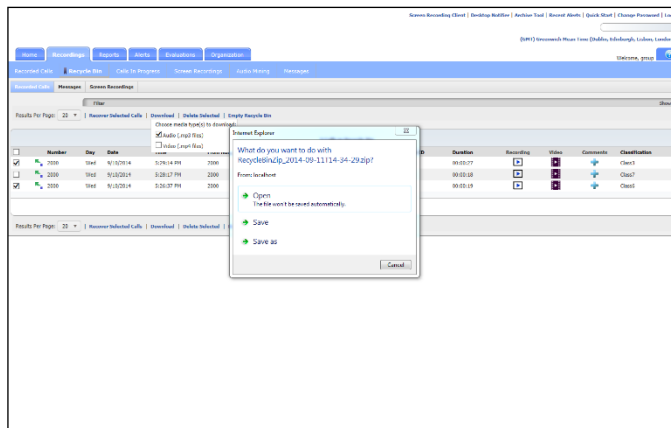 Screen Recording Client | Desktop Notifier | Archive Tool | Recent Alerts | Quick Start | Change Password | Lo
(GMT) Greenwich Mean Time (Dublin, Edinburgh, Lisbon, London
Home Recordings Reports Alerts Evaluations Organization
Welcome, group
Recorded Calls Recycle Bin Calls In Progress Screen Recordings Audio Mining Messages
Recorded Calls Messages Screen Recordings
Filter Show
Results Per Page: 25 | Recover Selected Calls | Download | Delete Selected | Empty Recycle Bin
Choose media type(s) to download:
Audio (.mp3 files)
Video (.mp4 files)
Number Day Date Duration Recording Video Comments Classification
2000 Wed 9/10/2014 3:29:14 PM 2000 00:00:27 Class3
2000 Wed 9/10/2014 3:28:17 PM 2000 00:00:18 Class7
2000 Wed 9/10/2014 3:26:07 PM 2000 00:00:19 Class8
Internet Explorer
What do you want to do with
RecycleBinZip_2014-09-11T14-34-29.zip?
From: localhost
Open
The file won't be saved automatically.
Save
Save as
Cancel
Results Per Page: 25 | Recover Selected Calls | Download | Delete Selected |